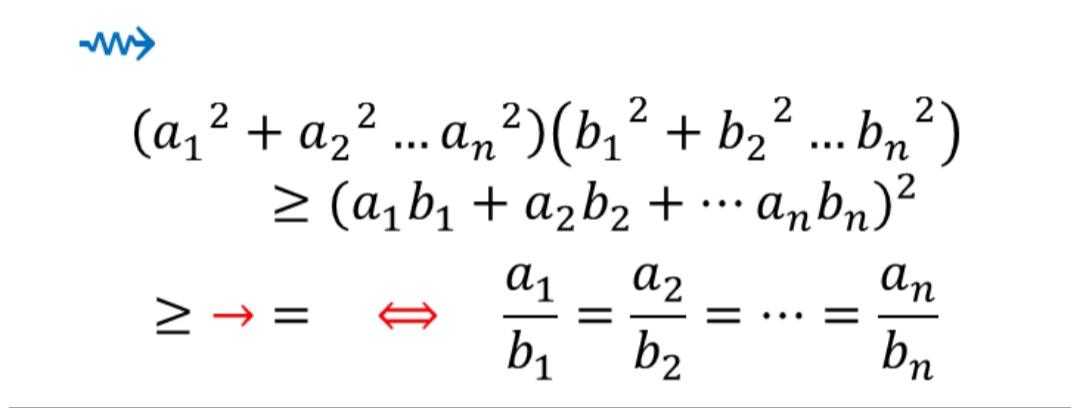 (a₁² + a₂² ... aₙ²)(b₁² + b₂² ... bₙ²)
≥ (a₁b₁ + a₂b₂ + ⋯ aₙbₙ)²
≥ → = ⇔ a₁/b₁ = a₂/b₂ = ⋯ = aₙ/bₙ